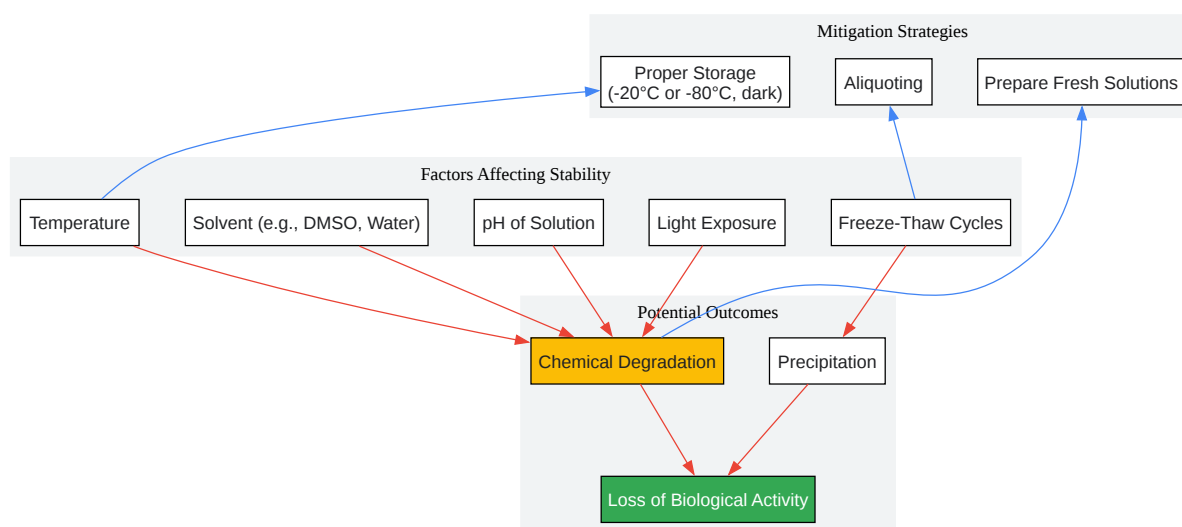 Mitigation Strategies
Proper Storage
(-20°C or -80°C, dark)
Aliquoting
Prepare Fresh Solutions
Factors Affecting Stability
Temperature
Solvent (e.g., DMSO, Water)
pH of Solution
Light Exposure
Freeze-Thaw Cycles
Potential Outcomes
Chemical Degradation
Precipitation
Loss of Biological Activity